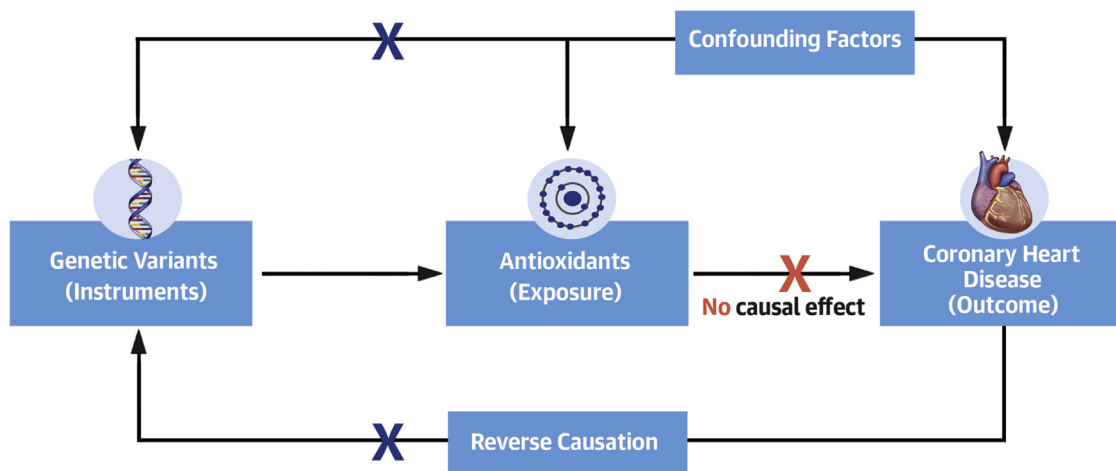 X
Confounding Factors
Genetic Variants
(Instruments)
Antioxidants
(Exposure)
X
No causal effect
Coronary Heart
Disease
(Outcome)
X
Reverse Causation